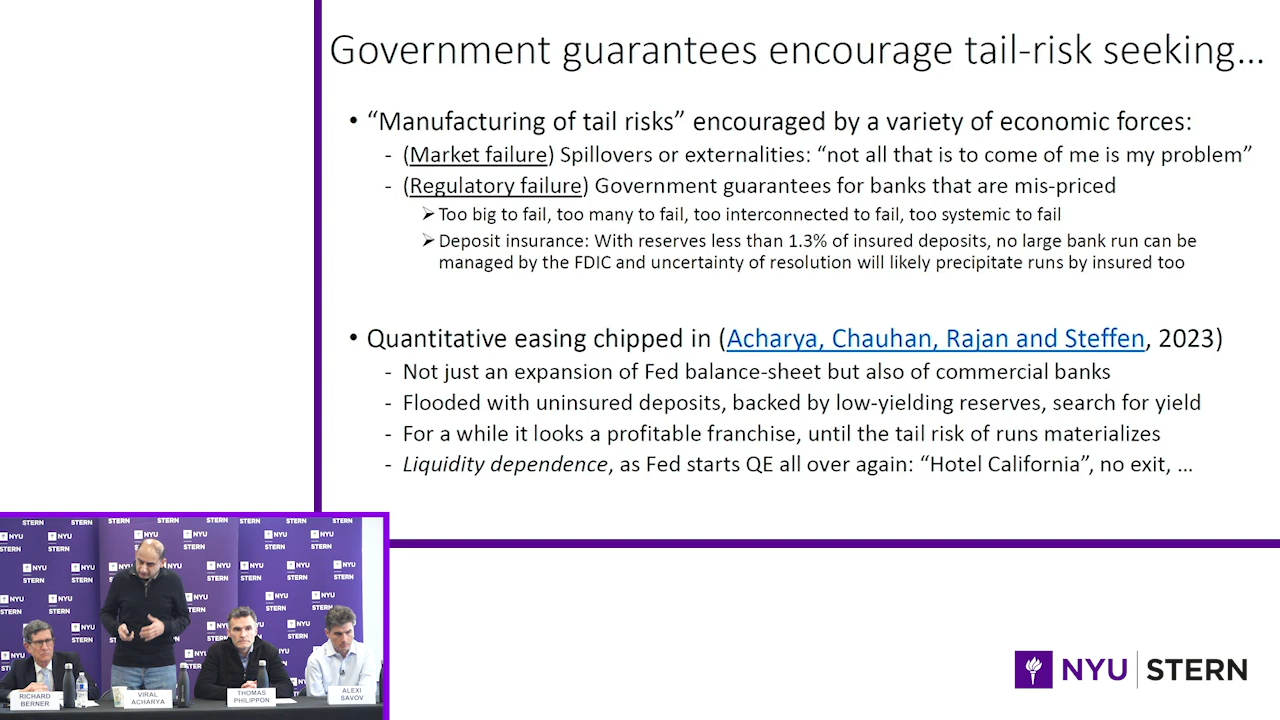 Government guarantees encourage tail-risk seeking...
• “Manufacturing of tail risks” encouraged by a variety of economic forces:
- (Market failure) Spillovers or externalities: “not all that is to come of me is my problem”
- (Regulatory failure) Government guarantees for banks that are mis-priced
➢ Too big to fail, too many to fail, too interconnected to fail, too systemic to fail
➢ Deposit insurance: With reserves less than 1.3% of insured deposits, no large bank run can be
managed by the FDIC and uncertainty of resolution will likely precipitate runs by insured too
• Quantitative easing chipped in (Acharya, Chauhan, Rajan and Steffen, 2023)
- Not just an expansion of Fed balance-sheet but also of commercial banks
- Flooded with uninsured deposits, backed by low-yielding reserves, search for yield
- For a while it looks a profitable franchise, until the tail risk of runs materializes
- Liquidity dependence, as Fed starts QE all over again: “Hotel California”, no exit, ...
NYU STERN
RICHARD
BERNER
VIRAL
ACHARYA
THOMAS
PHILIPPON
ALEXI
SAVOV
NYU | STERN